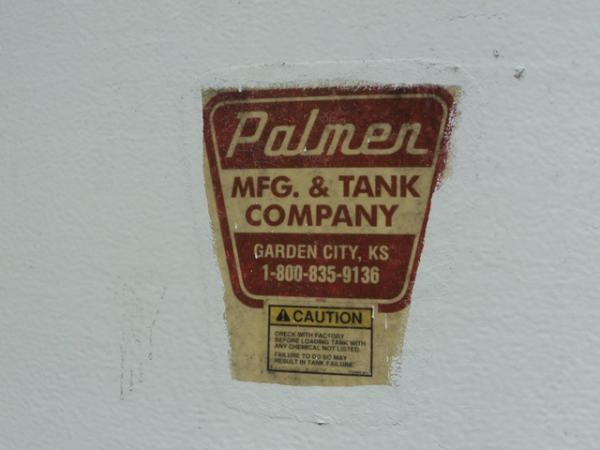 Palmer
MFG. & TANK
COMPANY
GARDEN CITY, KS
1-800-835-9136
CAUTION
CHECK WITH FACTORY
BEFORE LOADING TANK WITH
ANY CHEMICAL NOT LISTED.
FAILURE TO DO SO MAY
RESULT IN TANK FAILURE.